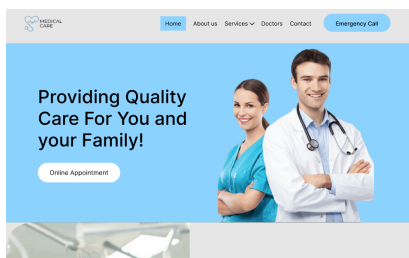 MEDICAL
CARE
Home About us Services Doctors Contact Emergency Call
Providing Quality
Care For You and
your Family!
Online Appointment